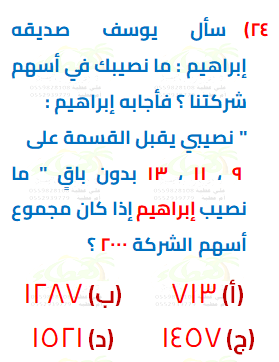 ٢٤) سأل يوسف صديقه
إبراهيم : ما نصيبك في أسهم
شركتنا ؟ فأجابه إبراهيم :
" نصيبي يقبل القسمة على
٩ ، ١١ ، ١٣ بدون باقٍ " ما
نصيب إبراهيم إذا كان مجموع
أسهم الشركة ٢٠٠٠ ؟
(أ) ٧١٣ (ب) ١٢٨٧
(ج) ١٤٥٧ (د) ١٥٢١